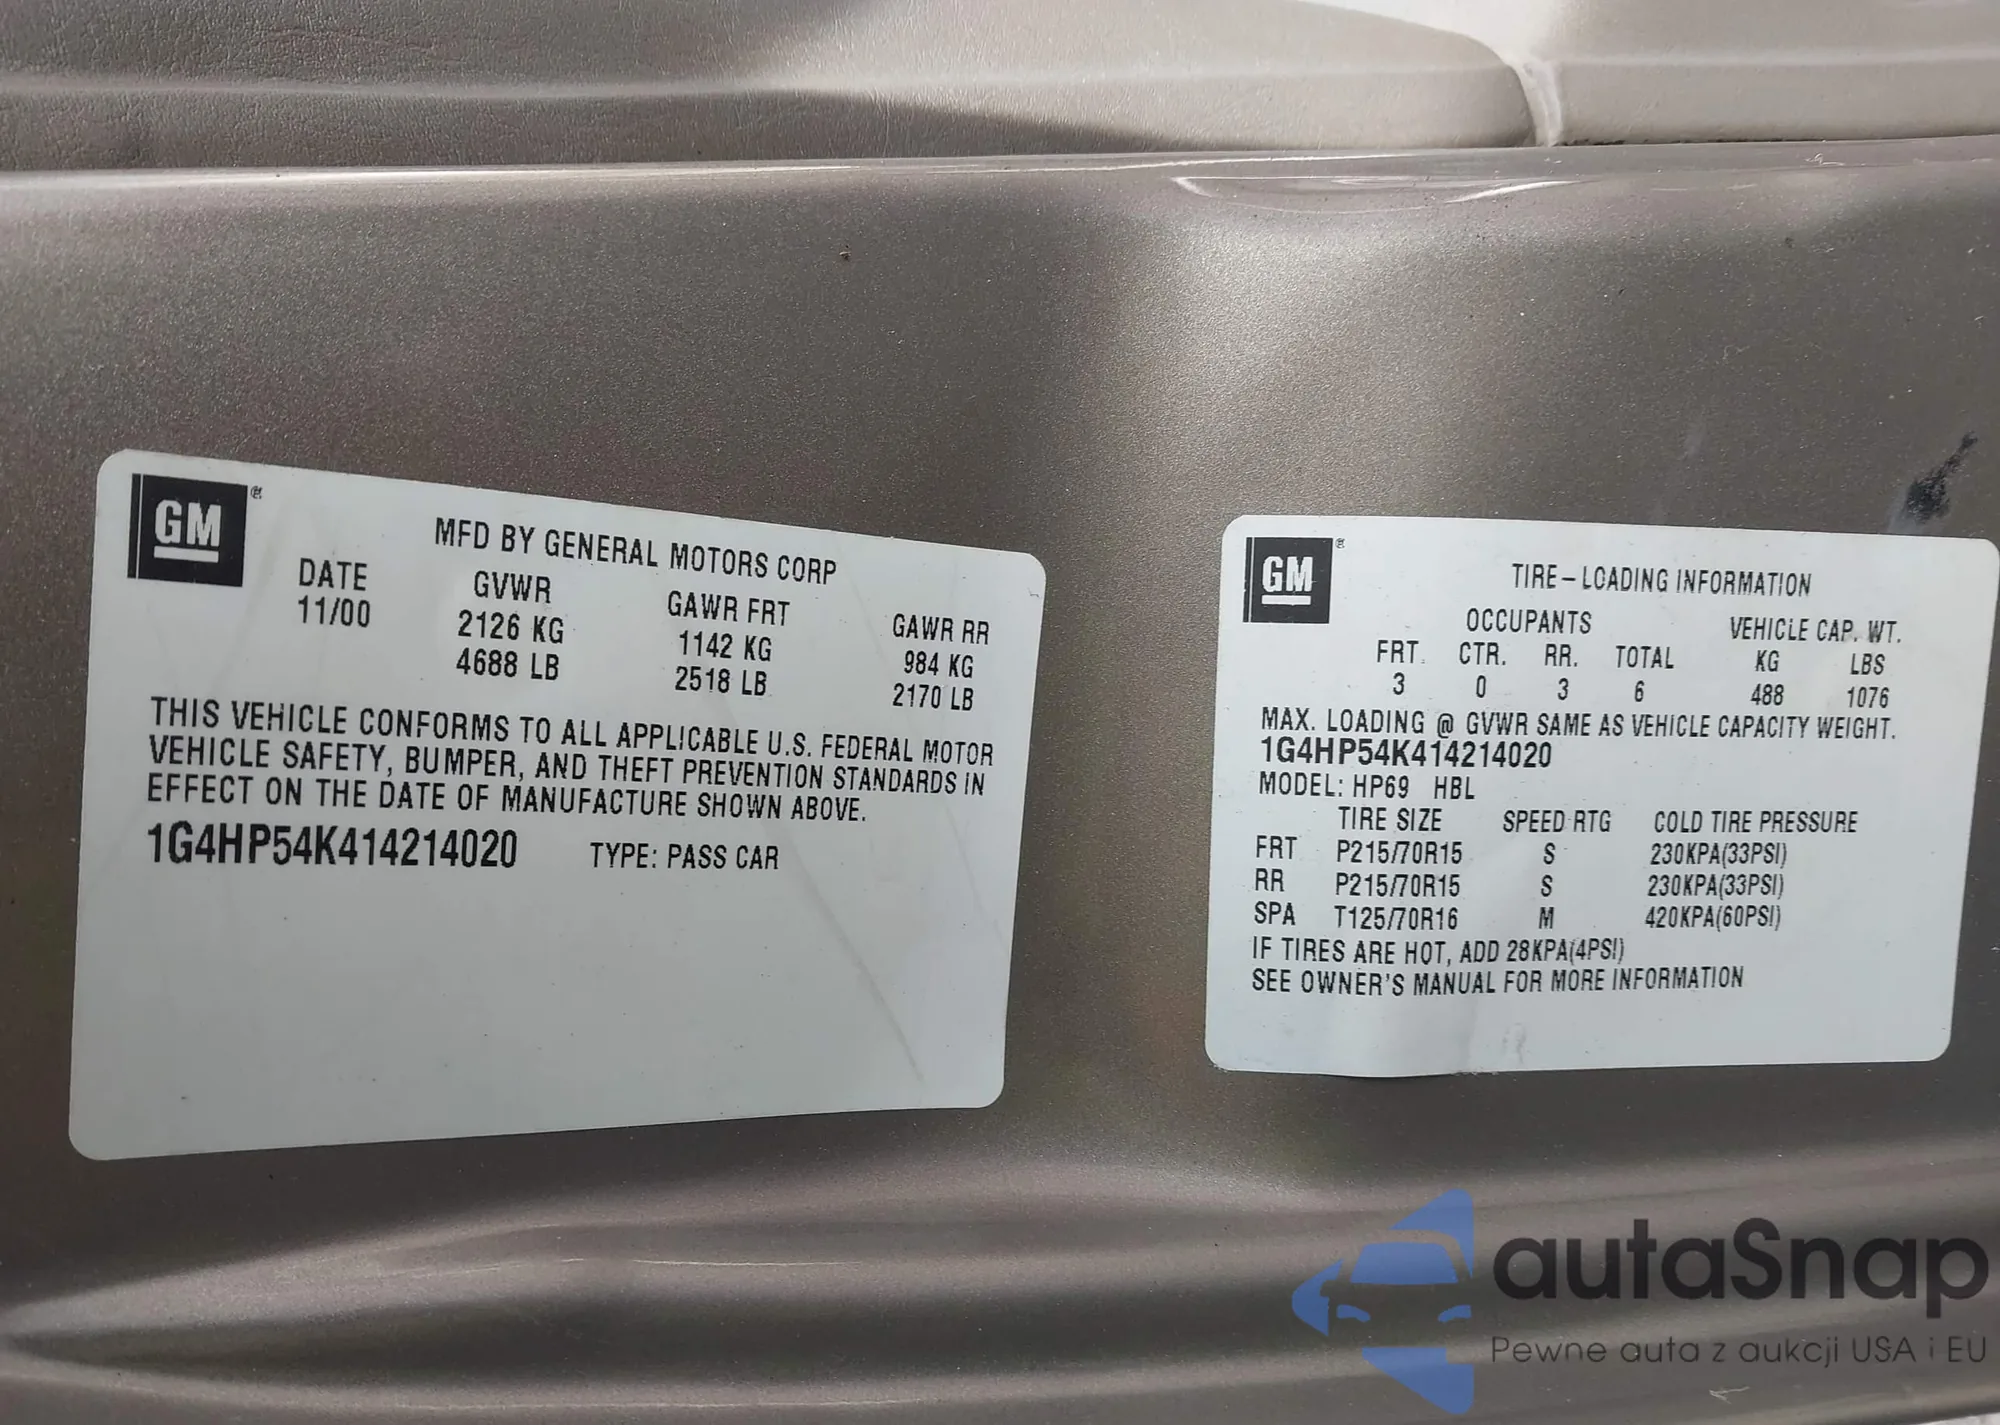 GM
MFD BY GENERAL MOTORS CORP
DATE GVWR GAWR FRT GAWR RR
11/00 2126 KG 1142 KG 984 KG
4688 LB 2518 LB 2170 LB
THIS VEHICLE CONFORMS TO ALL APPLICABLE U.S. FEDERAL MOTOR
VEHICLE SAFETY, BUMPER, AND THEFT PREVENTION STANDARDS IN
EFFECT ON THE DATE OF MANUFACTURE SHOWN ABOVE.
1G4HP54K414214020 TYPE: PASS CAR
GM
TIRE-LOADING INFORMATION
OCCUPANTS VEHICLE CAP. WT.
FRT. CTR. RR. TOTAL KG LBS
3 0 3 6 488 1076
MAX. LOADING @ GVWR SAME AS VEHICLE CAPACITY WEIGHT.
1G4HP54K414214020
MODEL: HP69 HBL
TIRE SIZE SPEED RTG COLD TIRE PRESSURE
FRT P215/70R15 S 230KPA(33PSI)
RR P215/70R15 S 230KPA(33PSI)
SPA T125/70R16 M 420KPA(60PSI)
IF TIRES ARE HOT, ADD 28KPA(4PSI)
SEE OWNER'S MANUAL FOR MORE INFORMATION
autaSnap
Pewne auta z aukcji USA i EU